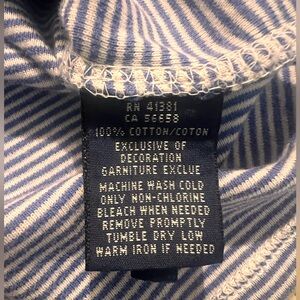 RN 41381
CA 56658
100% COTTON/COTON
EXCLUSIVE OF
DECORATION
GARNITURE EXCLUE
MACHINE WASH COLD
ONLY NON-CHLORINE
BLEACH WHEN NEEDED
REMOVE PROMPTLY
TUMBLE DRY LOW
WARM IRON IF NEEDED